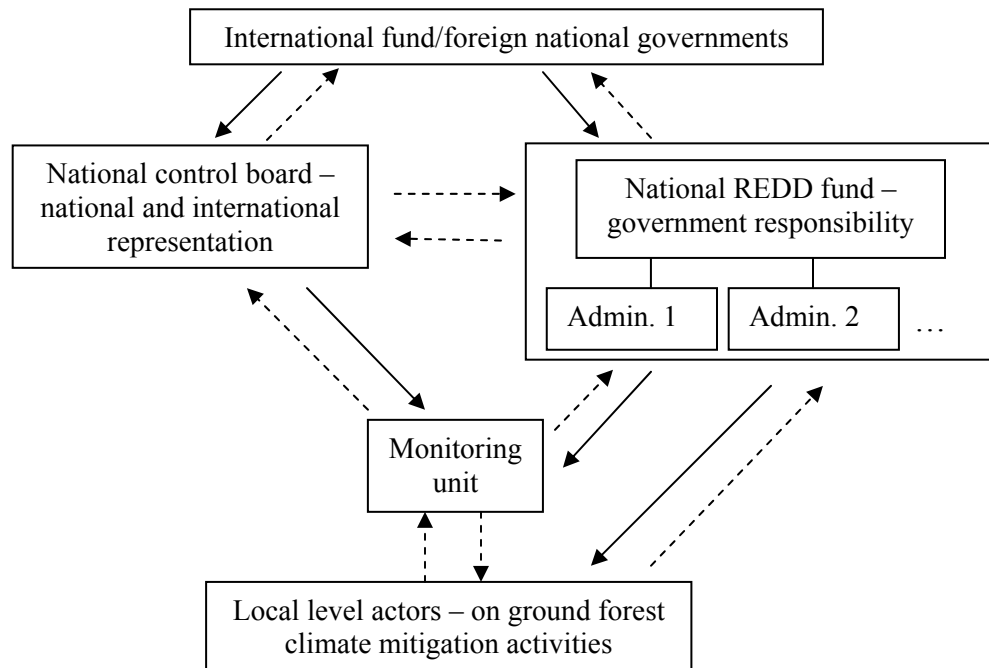 International fund/foreign national governments
National control board –
national and international
representation
National REDD fund –
government responsibility
Admin. 1
Admin. 2
…
Monitoring
unit
Local level actors – on ground forest
climate mitigation activities